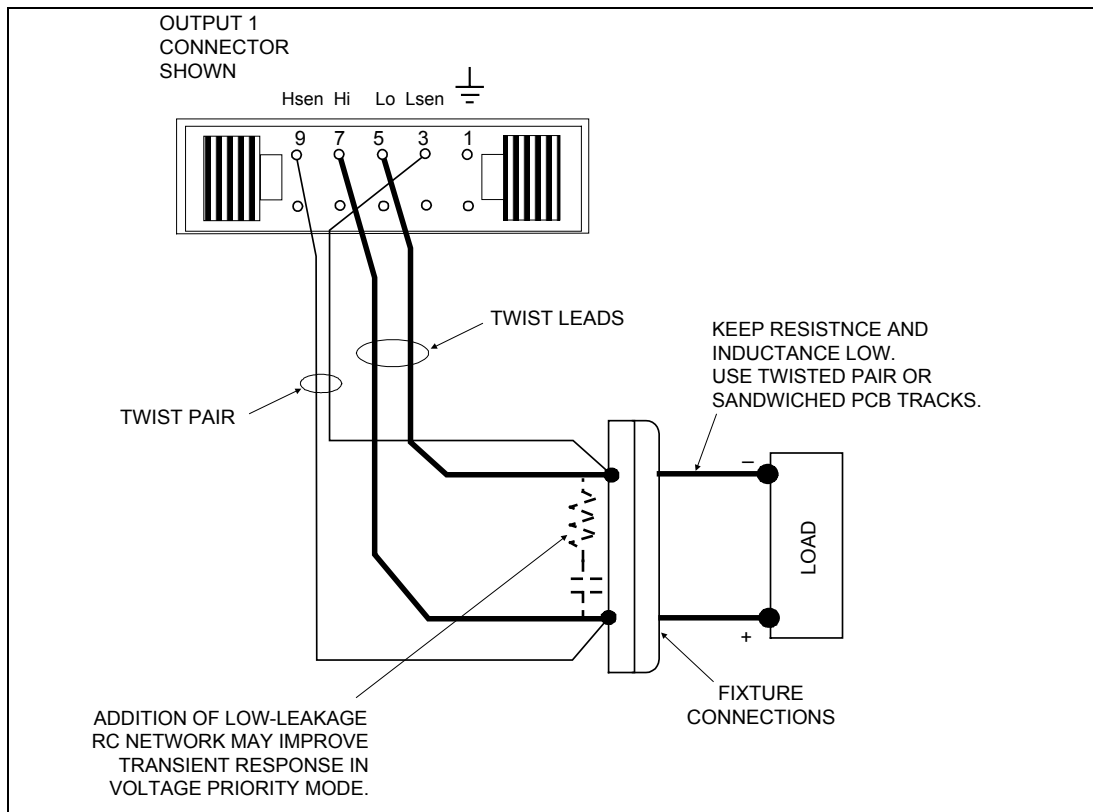 OUTPUT 1
CONNECTOR
SHOWN
Hsen Hi Lo Lsen
9 7 5 3 1
TWIST LEADS
TWIST PAIR
KEEP RESISTNCE AND
INDUCTANCE LOW.
USE TWISTED PAIR OR
SANDWICHED PCB TRACKS.
–
LOAD
+
FIXTURE
CONNECTIONS
ADDITION OF LOW-LEAKAGE
RC NETWORK MAY IMPROVE
TRANSIENT RESPONSE IN
VOLTAGE PRIORITY MODE.